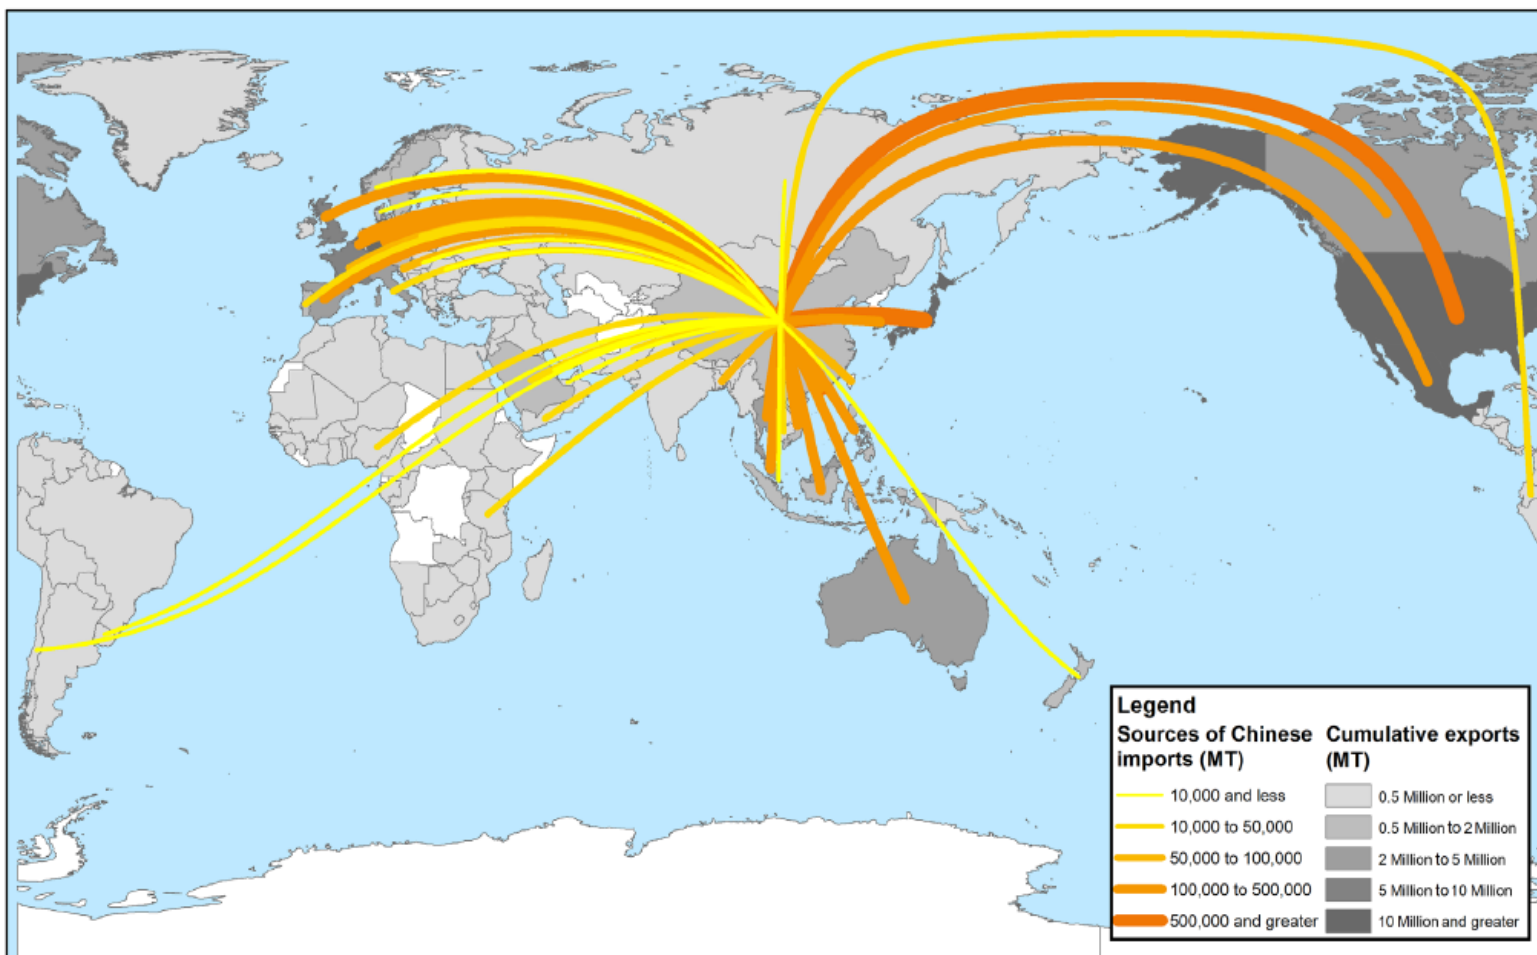 Legend
Sources of Chinese imports (MT)
10,000 and less
10,000 to 50,000
50,000 to 100,000
100,000 to 500,000
500,000 and greater
Cumulative exports (MT)
0.5 Million or less
0.5 Million to 2 Million
2 Million to 5 Million
5 Million to 10 Million
10 Million and greater